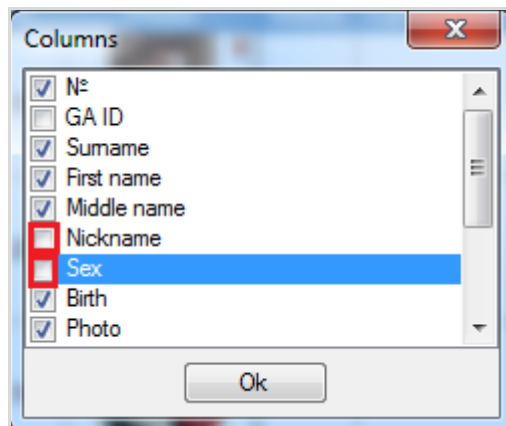 Columns
№
GA ID
Surname
First name
Middle name
Nickname
Sex
Birth
Photo
Ok